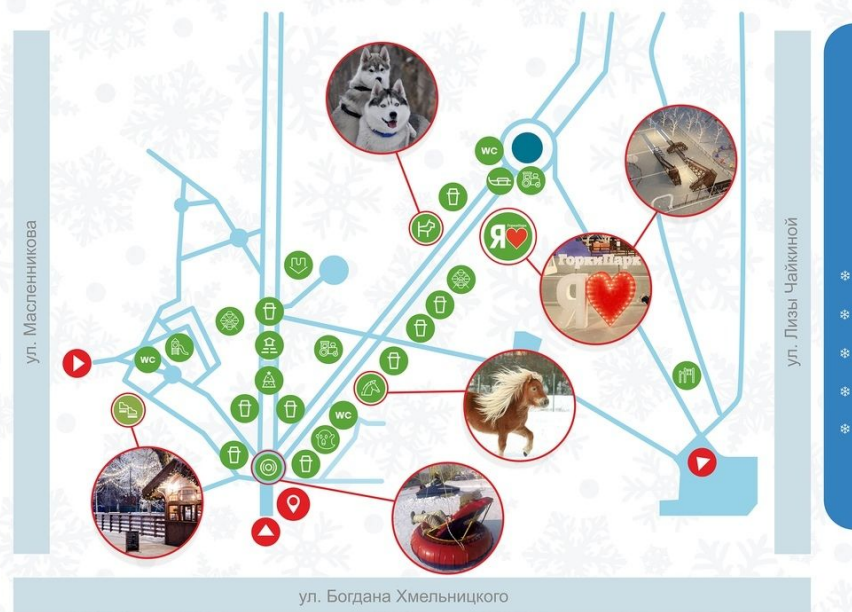 WC
Я
ГоркиПарк
Я
WC
WC
ул. Масленникова
ул. Лизы Чайкиной
ул. Богдана Хмельницкого